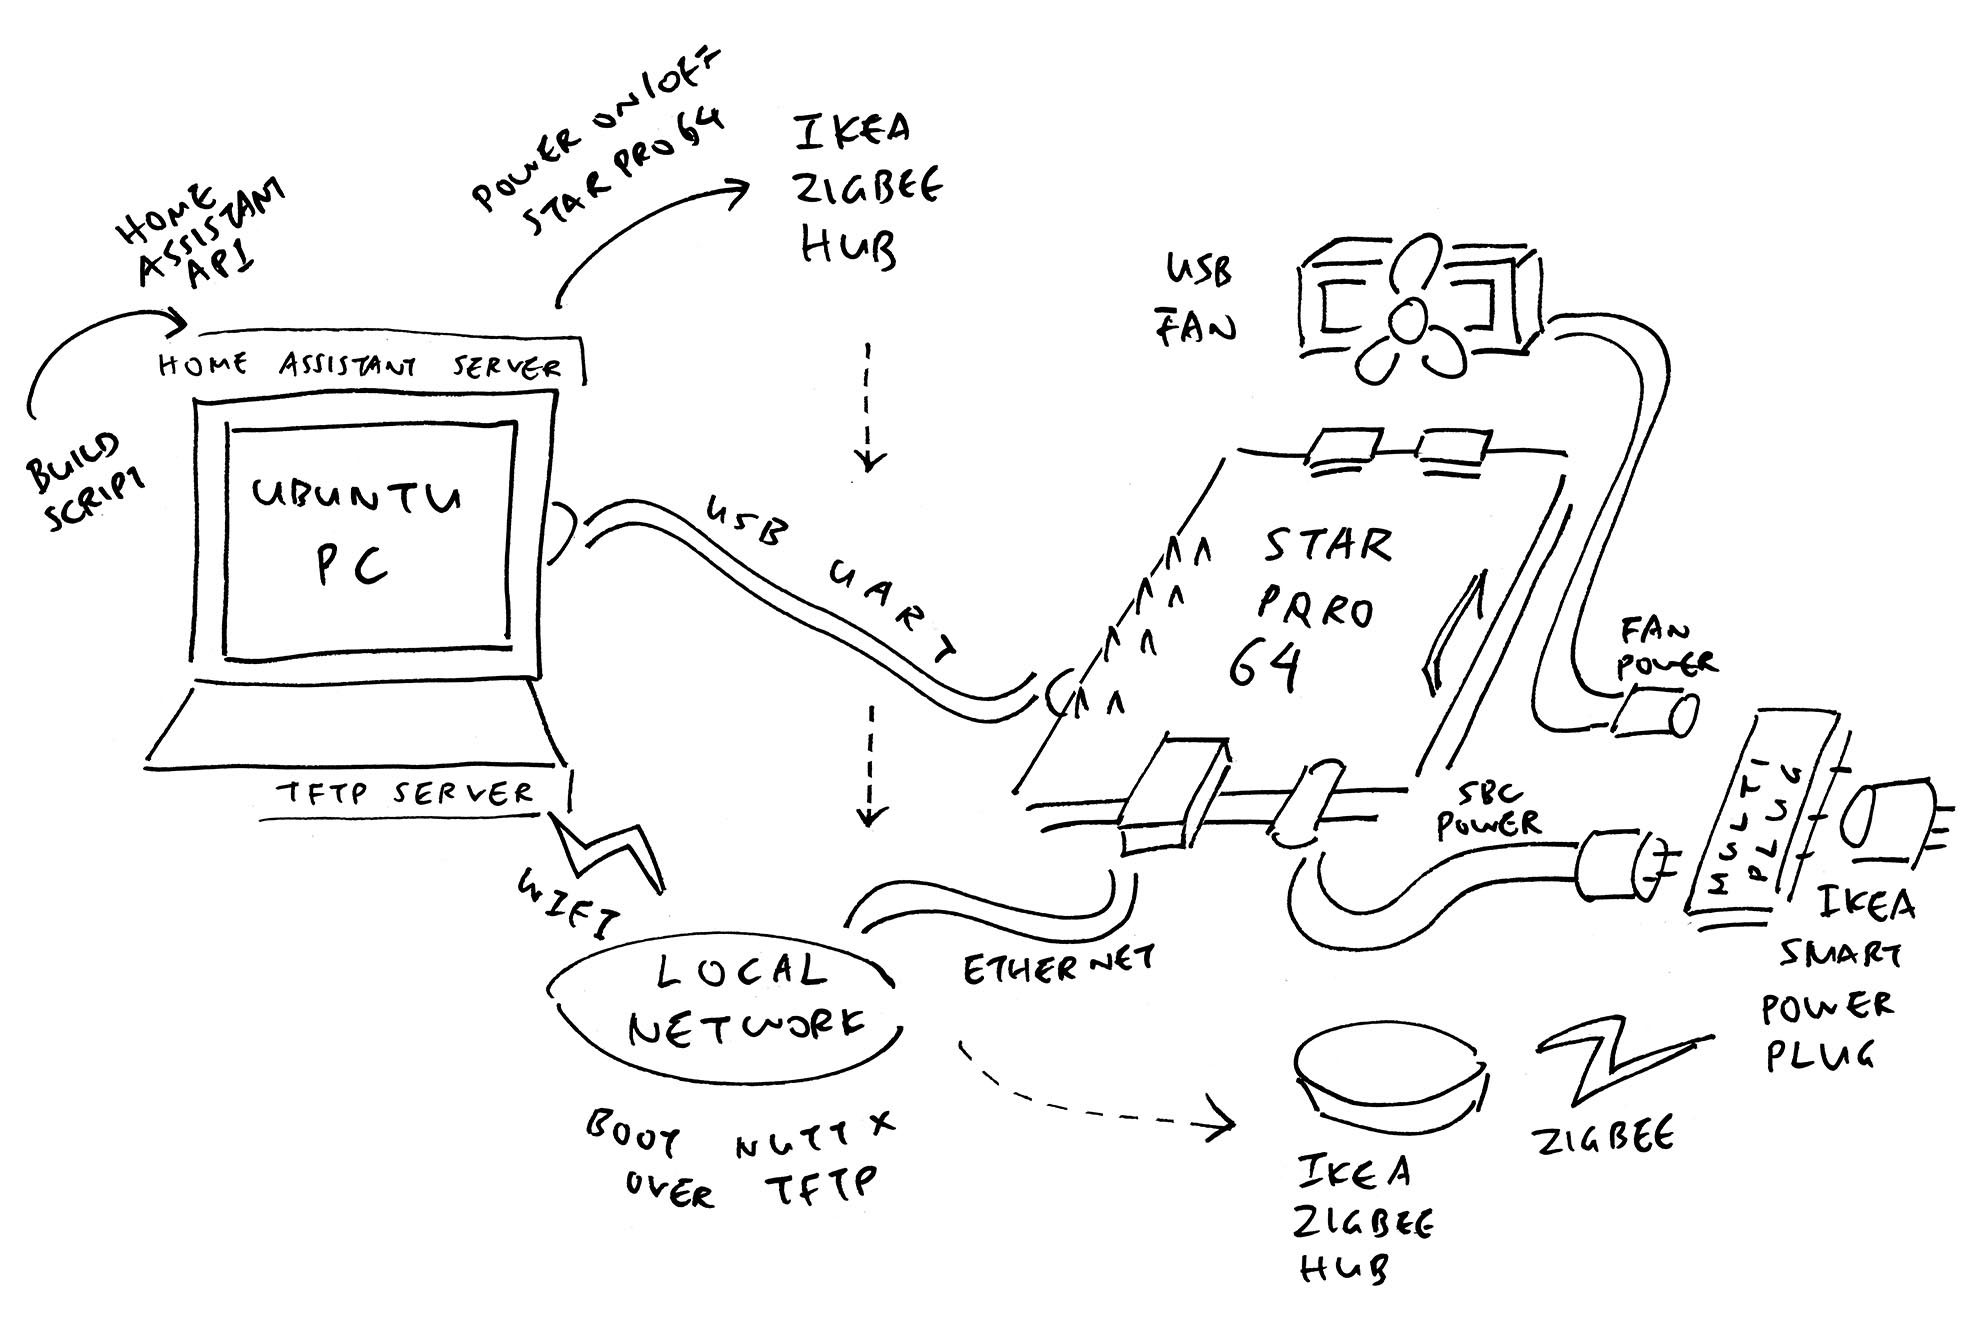 POWER ON/OFF
STAR PRO 64
IKEA
ZIGBEE
HUB
HOME
ASSISTANT
API
BUILD
SCRIPT
HOME ASSISTANT SERVER
UBUNTU
PC
TFTP SERVER
USB UART
USB
FAN
STAR
PRRO
64
FAN
POWER
SBC
POWER
MULTI
PLUG
IKEA
SMART
POWER
PLUG
WIFI
LOCAL
NETWORK
ETHERNET
BOOT NUTTX
OVER TFTP
IKEA
ZIGBEE
HUB
ZIGBEE